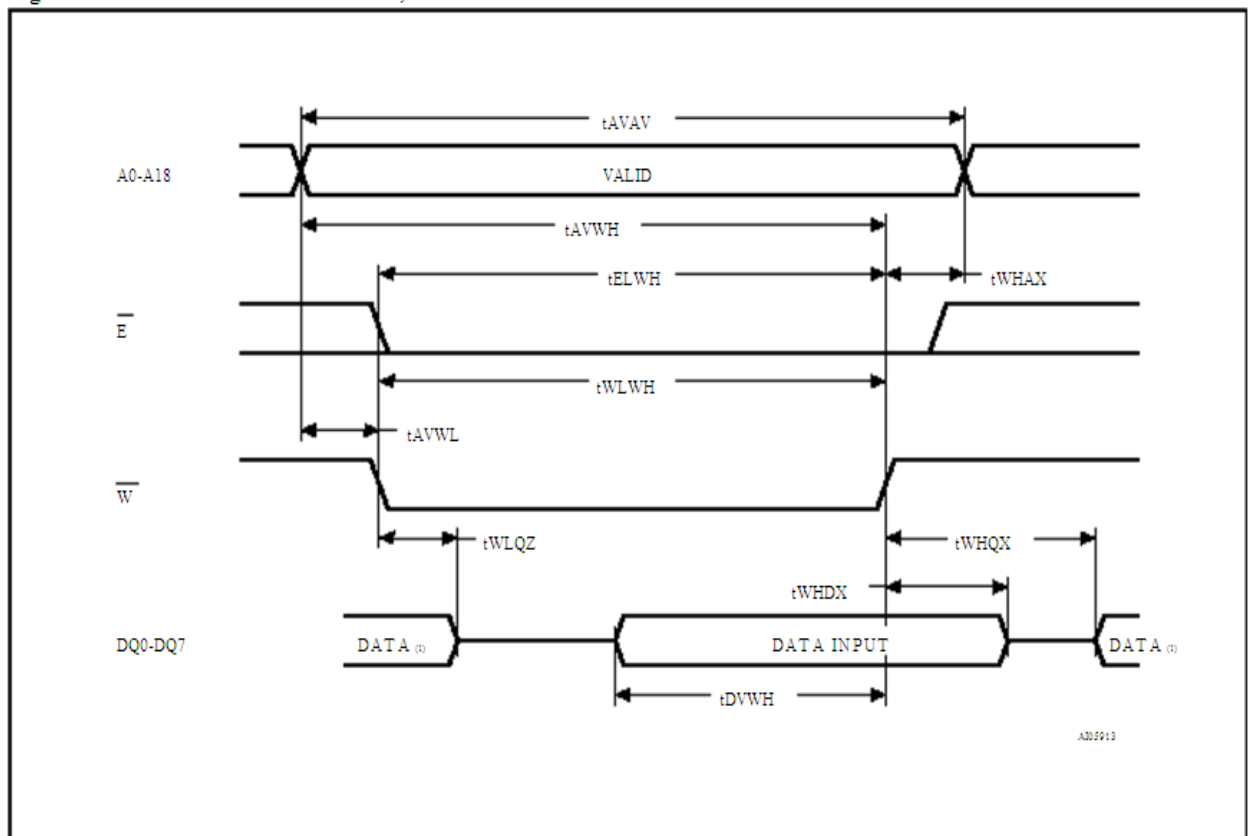 tAVAV
A0-A18
VALID
tAVWH
tELWH
tWHAX
E
tWLWH
tAVWL
W
tWLQZ
tWHQX
tWHDX
DQ0-DQ7
DATA (1)
DATA INPUT
DATA (1)
tDVWH
AI05913